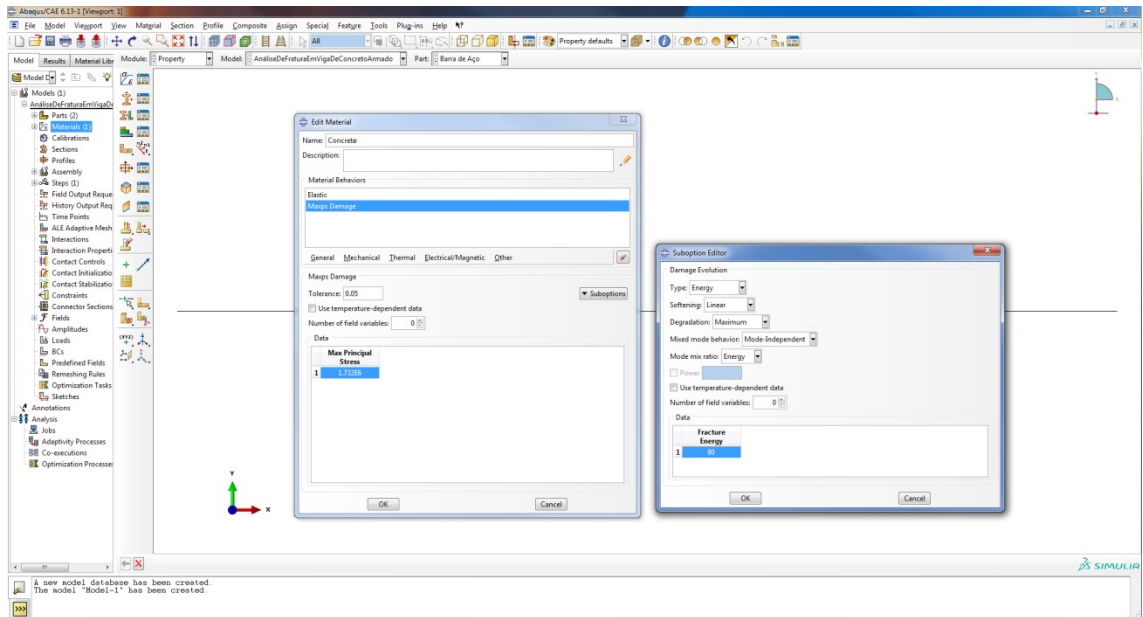 Abaqus/CAE 6.13-1 [Viewport: 1]
File Model Viewport View Material Section Profile Composite Assign Special Feature Tools Plug-ins Help
All
Property defaults
Model Results Material Libr Module: Property Model: AnáliseDeFraturaEmVigaDeConcretoArmado Part: Barra de Aço
Model D
Models (1)
AnáliseDeFraturaEmVigaDe
Parts (2)
Materials (1)
Calibrations
Sections
Profiles
Assembly
Steps (1)
Field Output Reque
History Output Req
Time Points
ALE Adaptive Mesh
Interactions
Interaction Properti
Contact Controls
Contact Initializatio
Contact Stabilizatio
Constraints
Connector Sections
Fields
Amplitudes
Loads
BCs
Predefined Fields
Remeshing Rules
Optimization Tasks
Sketches
Annotations
Analysis
Jobs
Adaptivity Processes
Co-executions
Optimization Processes
Edit Material
Name: Concreto
Description:
Material Behaviors
Elastic
Maxps Damage
General Mechanical Thermal Electrical/Magnetic Other
Maxps Damage
Tolerance: 0.05
Suboptions
Use temperature-dependent data
Number of field variables: 0
Data
Max Principal
Stress
1 1.732E6
OK Cancel
Suboption Editor
Damage Evolution
Type: Energy
Softening: Linear
Degradation: Maximum
Mixed mode behavior: Mode-Independent
Mode mix ratio: Energy
Power
Use temperature-dependent data
Number of field variables: 0
Data
Fracture
Energy
1 80
OK Cancel
Y
X
SIMULIA
A new model database has been created.
The model "Model-1" has been created.
>>>